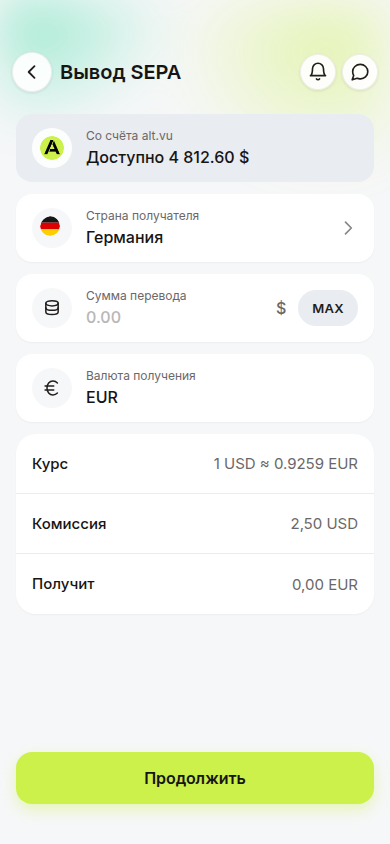 Вывод SEPA
Со счёта alt.vu
Доступно 4 812.60 $
Страна получателя
Германия
Сумма перевода
0.00
$ MAX
Валюта получения
EUR
Курс 1 USD ≈ 0.9259 EUR
Комиссия 2,50 USD
Получит 0,00 EUR
Продолжить